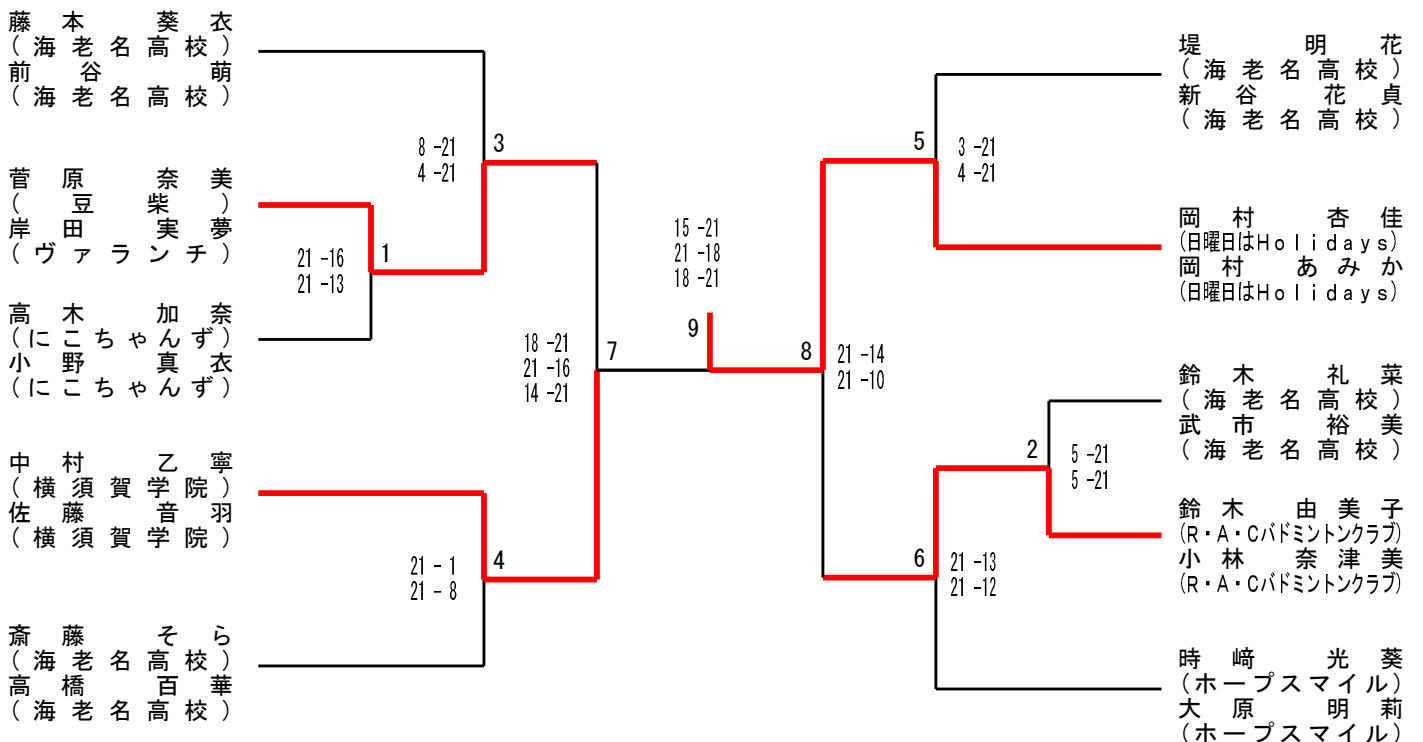 藤本 葵衣
(海老名高校)
前谷 萌
(海老名高校)
菅原 奈美
(豆柴)
岸田 実夢
(ヴァランチ)
高木 加奈
(にこちゃんず)
小野 真衣
(にこちゃんず)
中村 乙寧
(横須賀学院)
佐藤 音羽
(横須賀学院)
斎藤 そら
(海老名高校)
高橋 百華
(海老名高校)
21 -16
21 -13
1
8 -21
4 -21
3
21 - 1
21 - 8
4
18 -21
21 -16
14 -21
7
15 -21
21 -18
18 -21
9
8
21 -14
21 -10
5
3 -21
4 -21
2
5 -21
5 -21
6
21 -13
21 -12
堤 明花
(海老名高校)
新谷 花貞
(海老名高校)
岡村 杏佳
(日曜日はHolidays)
岡村 あみか
(日曜日はHolidays)
鈴木 礼菜
(海老名高校)
武市 裕美
(海老名高校)
鈴木 由美子
(R・A・Cバドミントンクラブ)
小林 奈津美
(R・A・Cバドミントンクラブ)
時﨑 光葵
(ホープスマイル)
大原 明莉
(ホープスマイル)